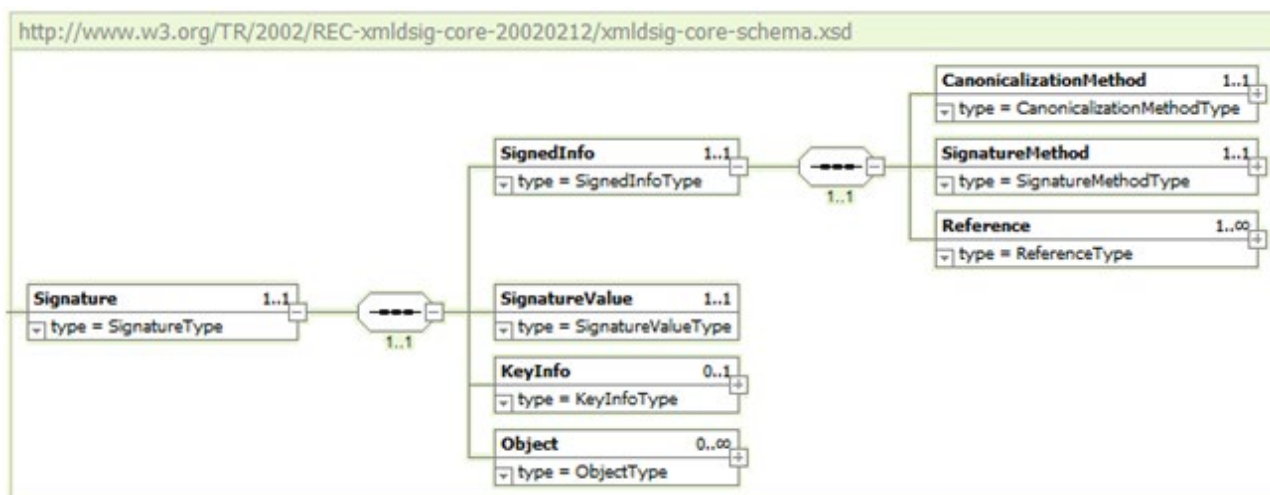 http://www.w3.org/TR/2002/REC-xmldsig-core-20020212/xmldsig-core-schema.xsd
Signature 1..1
type = SignatureType
1..1
SignedInfo 1..1
type = SignedInfoType
1..1
CanonicalizationMethod 1..1
type = CanonicalizationMethodType
SignatureMethod 1..1
type = SignatureMethodType
Reference 1..∞
type = ReferenceType
SignatureValue 1..1
type = SignatureValueType
KeyInfo 0..1
type = KeyInfoType
Object 0..∞
type = ObjectType